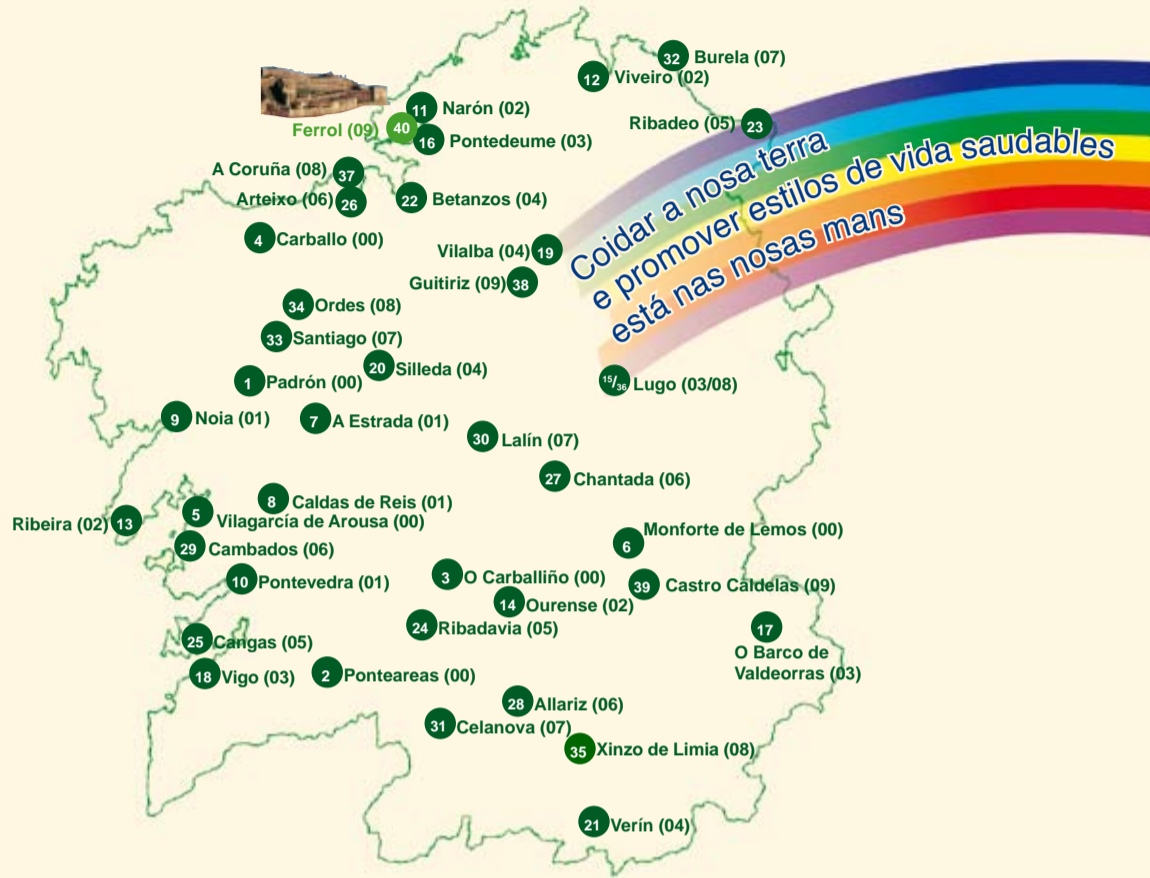 32 Burela (07)
12 Viveiro (02)
11 Narón (02)
Ferrol (09) 40
16 Pontedeume (03)
Ribadeo (05) 23
A Coruña (08) 37
Arteixo (06) 26
22 Betanzos (04)
4 Carballo (00)
Vilalba (04) 19
Guitiriz (09) 38
Coidar a nosa terra
e promover estilos de vida saudables
está nas nosas mans
34 Ordes (08)
33 Santiago (07)
20 Silleda (04)
1 Padrón (00)
15/36 Lugo (03/08)
9 Noia (01)
7 A Estrada (01)
30 Lalín (07)
27 Chantada (06)
8 Caldas de Reis (01)
Ribeira (02) 13
5 Vilagarcía de Arousa (00)
29 Cambados (06)
6 Monforte de Lemos (00)
10 Pontevedra (01)
3 O Carballiño (00)
39 Castro Caldelas (09)
14 Ourense (02)
24 Ribadavia (05)
17
O Barco de
Valdeorras (03)
25 Cangas (05)
18 Vigo (03)
2 Ponteareas (00)
28 Allariz (06)
31 Celanova (07)
35 Xinzo de Limia (08)
21 Verín (04)